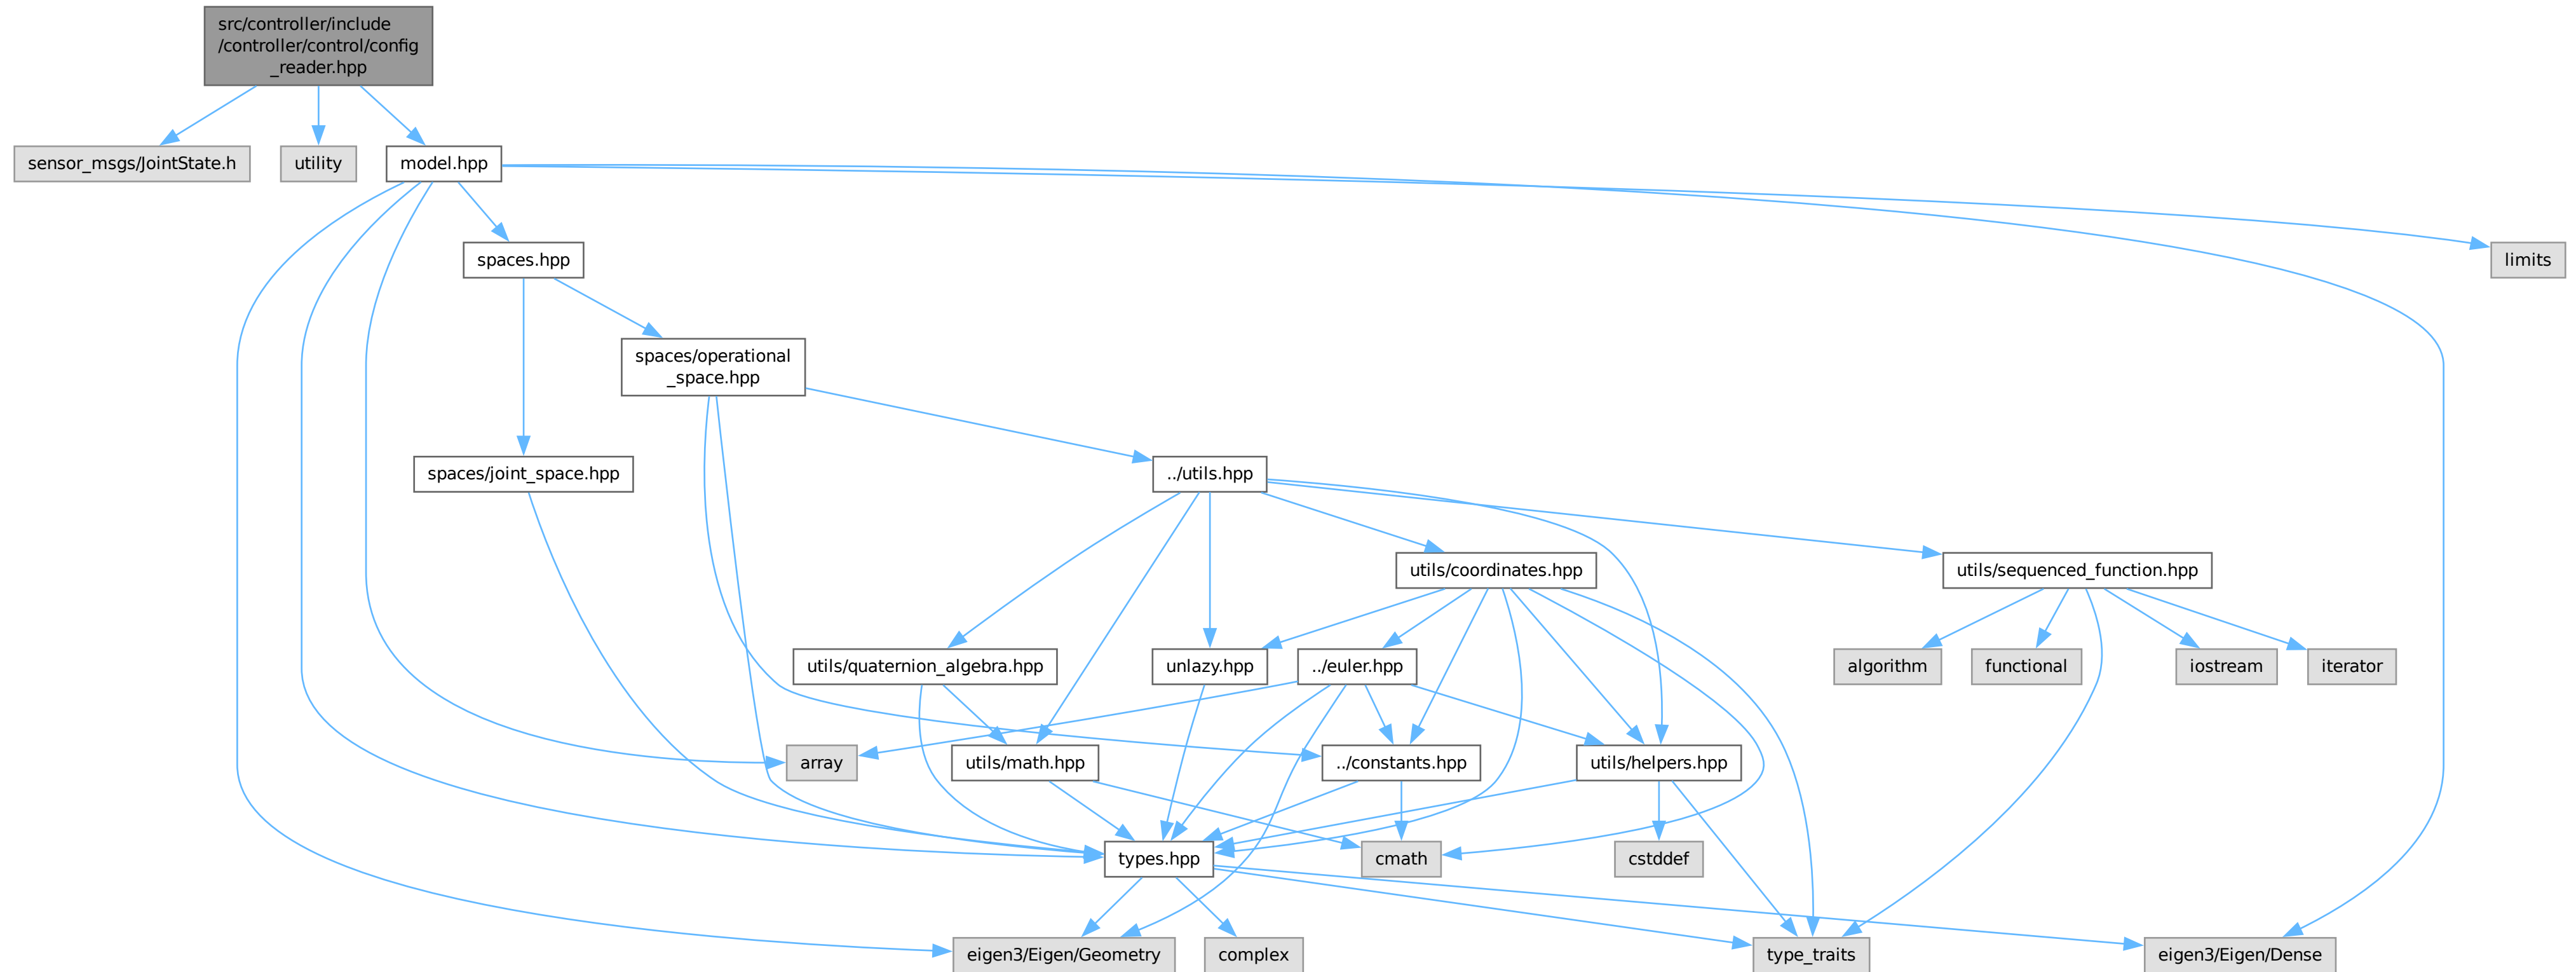 src/controller/include
/controller/control/config
_reader.hpp
sensor_msgs/JointState.h
utility
model.hpp
spaces.hpp
limits
spaces/operational
_space.hpp
spaces/joint_space.hpp
../utils.hpp
utils/coordinates.hpp
utils/sequenced_function.hpp
utils/quaternion_algebra.hpp
unlazy.hpp
../euler.hpp
algorithm
functional
iostream
iterator
array
utils/math.hpp
../constants.hpp
utils/helpers.hpp
types.hpp
cmath
cstddef
eigen3/Eigen/Geometry
complex
type_traits
eigen3/Eigen/Dense